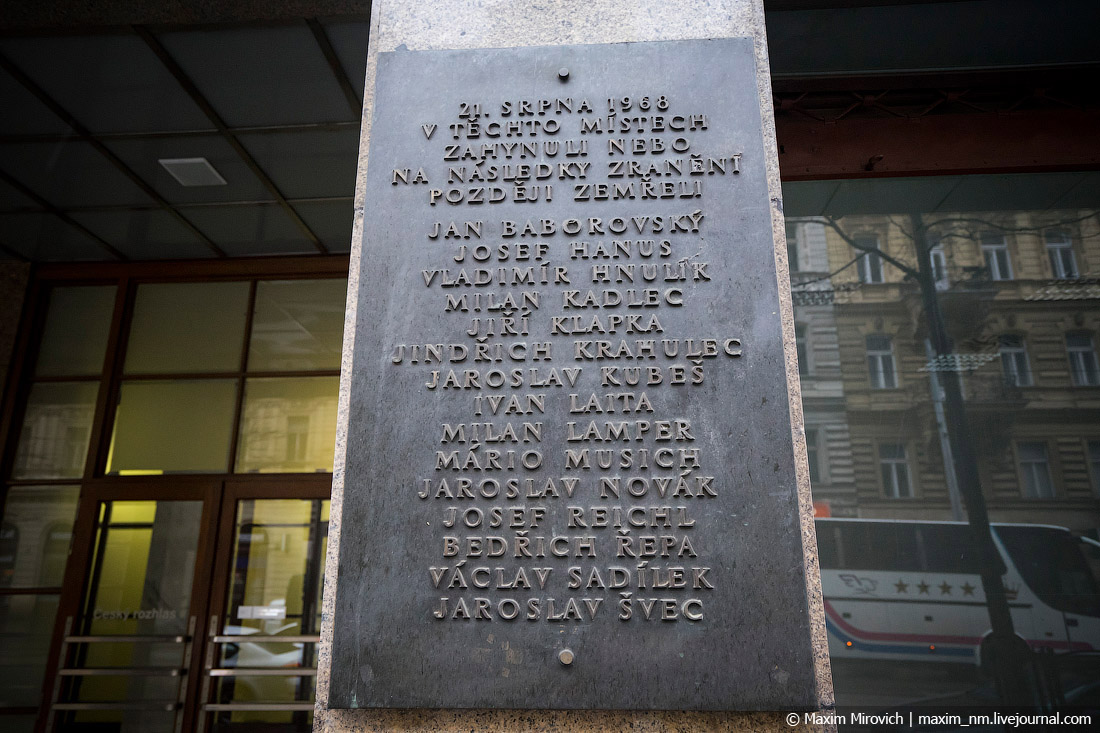 21. SRPNA 1968
V TĚCHTO MÍSTECH
ZAHYNULI NEBO
NA NÁSLEDKY ZRANĚNÍ
POZDĚJI ZEMŘELI
JAN BABOROVSKÝ
JOSEF HANUS
VLADIMÍR HNULÍK
MILAN KADLEC
JIŘÍ KLAPKA
JINDŘICH KRAHULEC
JAROSLAV KUBEŠ
IVAN LAITA
MILAN LAMPER
MÁRIO MUSICH
JAROSLAV NOVÁK
JOSEF REICHL
BEDŘICH ŘEPA
VÁCLAV SADÍLEK
JAROSLAV ŠVEC
Český rozhlas
© Maxim Mirovich | maxim_nm.livejournal.com